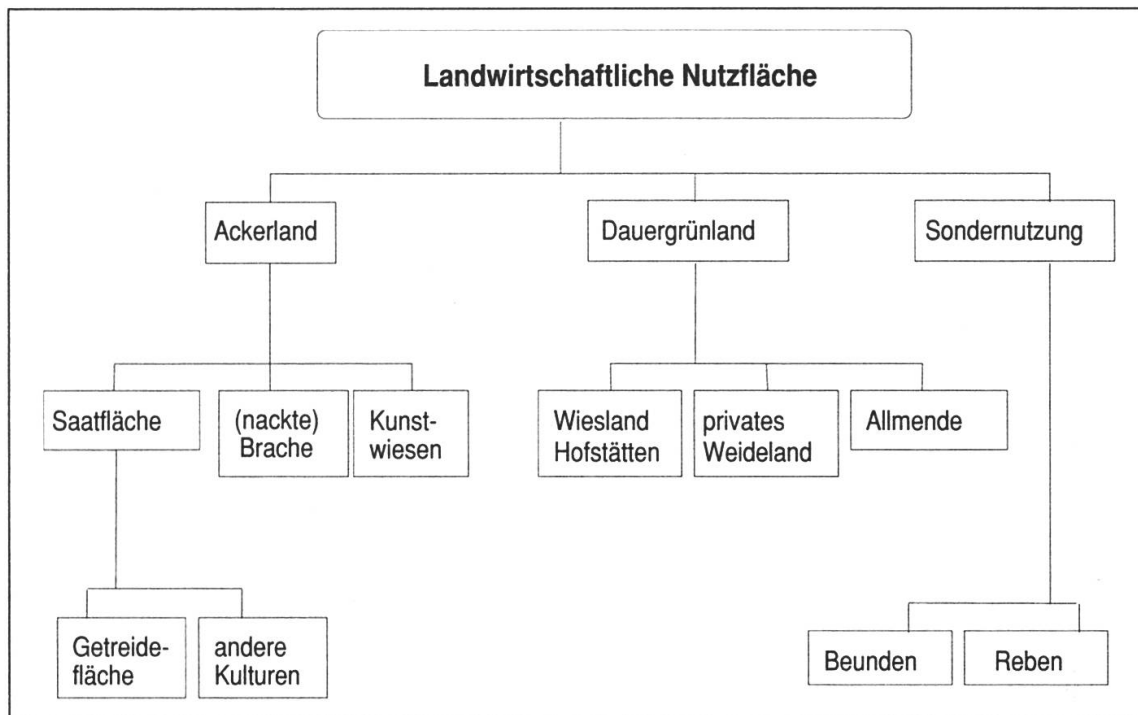 Landwirtschaftliche Nutzfläche
Ackerland
Dauergrünland
Sondernutzung
Saatfläche
(nackte)
Brache
Kunst-
wiesen
Wiesland
Hofstätten
privates
Weideland
Allmende
Getreide-
fläche
andere
Kulturen
Beunden
Reben